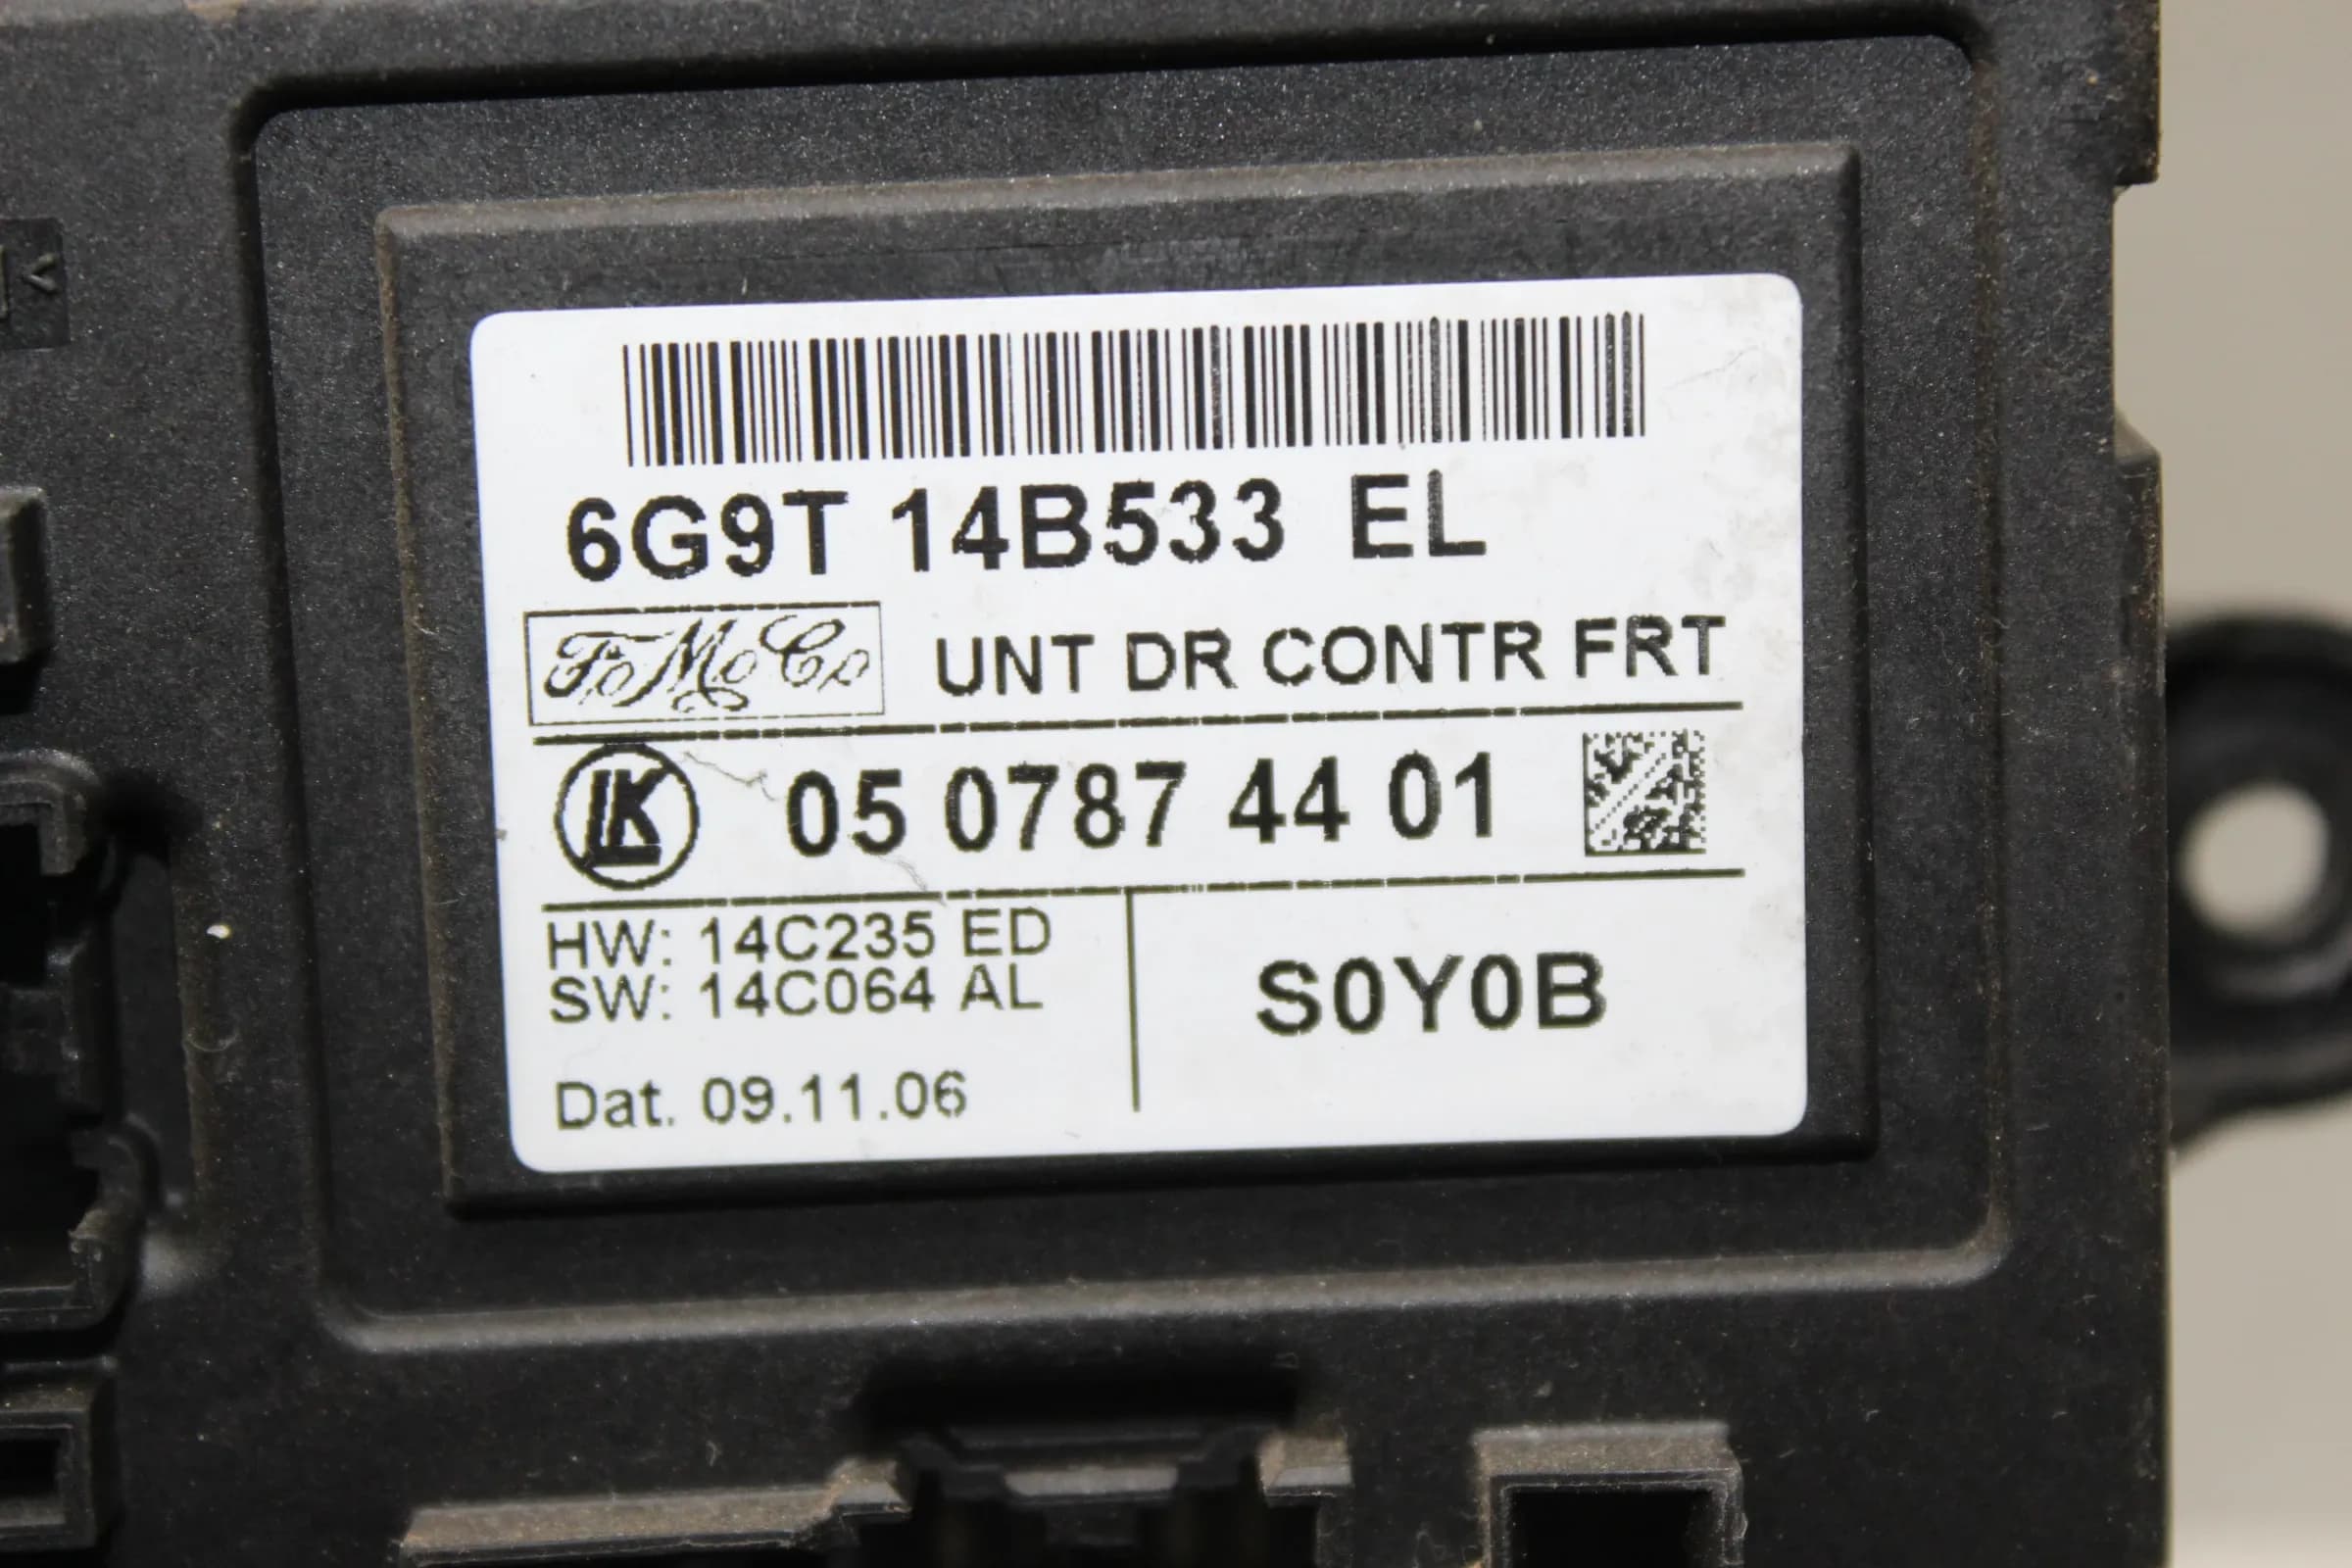 6G9T 14B533 EL
FoMoCo UNT DR CONTR FRT
LK 05 0787 44 01
HW: 14C235 ED
SW: 14C064 AL
S0Y0B
Dat. 09.11.06